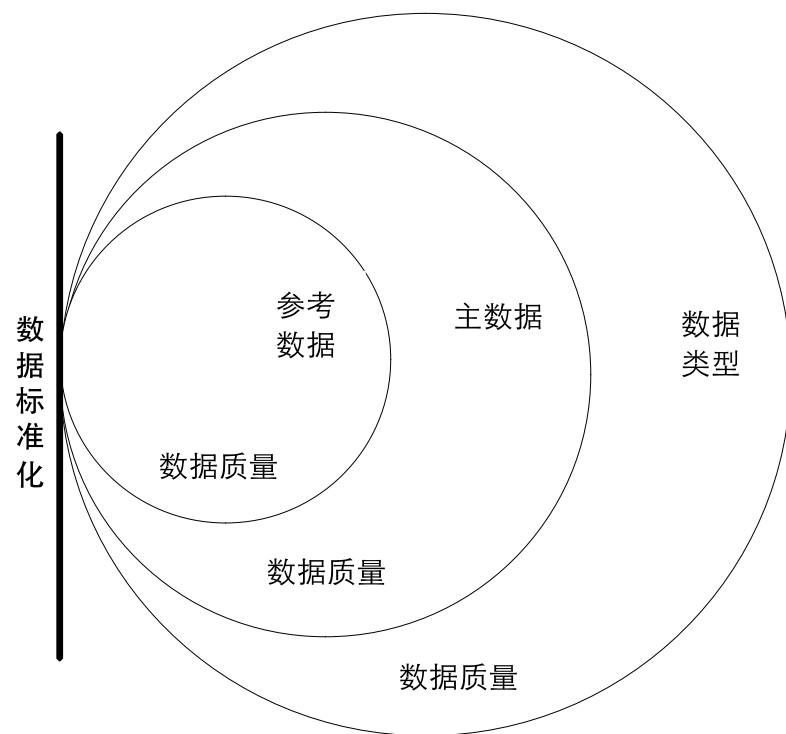 数据标准化
参考
数据
主数据
数据
类型
数据质量
数据质量
数据质量